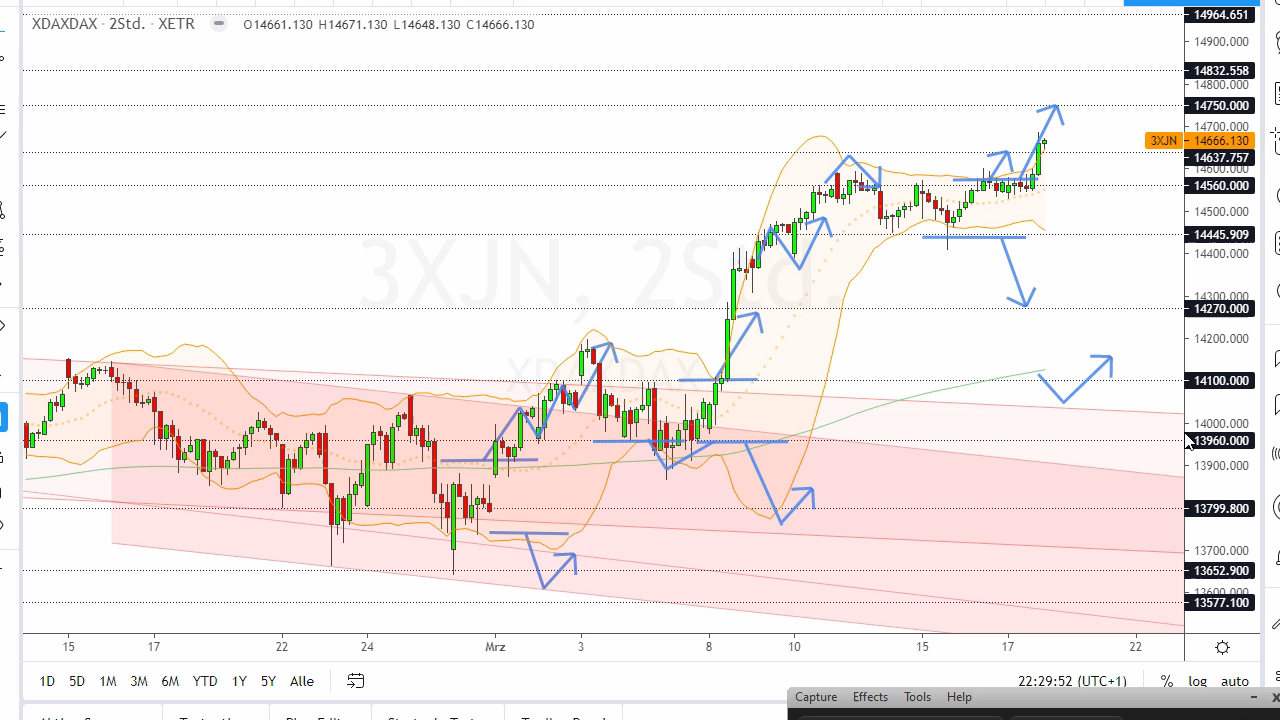 XDAXDAX · 2Std. · XETR
O14661.130 H14671.130 L14648.130
3XJN, 2Std.
XDAXDAX
14964.651
14900.000
14832.558
14800.000
14750.000
14700.000
3XJN 14666.130
14637.757
14600.000
14560.000
14500.000
14445.909
14400.000
14300.000
14270.000
14200.000
14100.000
14000.000
13960.000
13900.000
13799.800
13700.000
13652.900
13600.000
13577.100
15 17 22 24 Mrz 3 8 10 15 17 22
1D 5D 1M 3M 6M YTD 1Y 5Y Alle
22:29:52 (UTC+1) % log auto
Capture Effects Tools Help